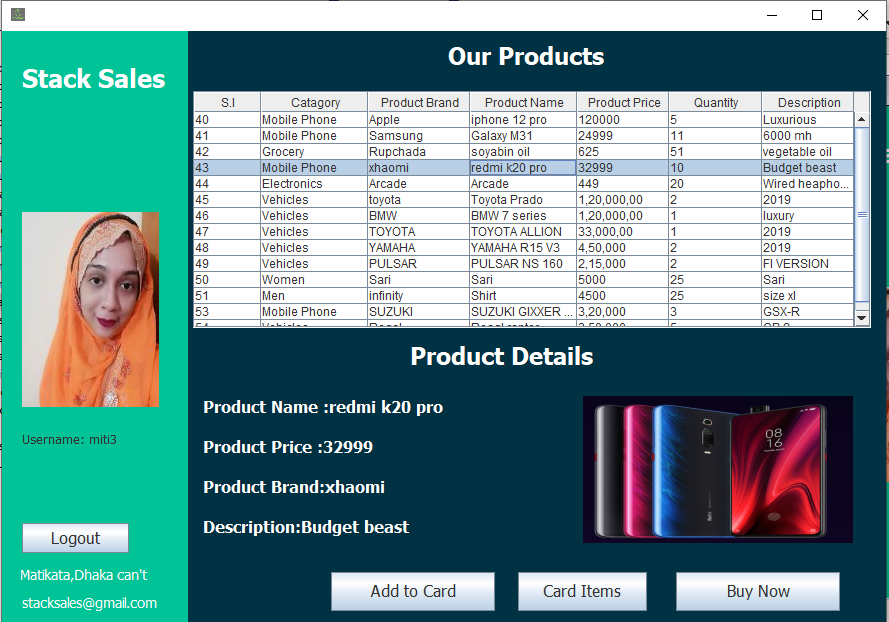 Stack Sales
Username: miti3
Logout
Matikata,Dhaka can't
stacksales@gmail.com
Our Products
S.I Catagory Product Brand Product Name Product Price Quantity Description
40 Mobile Phone Apple iphone 12 pro 120000 5 Luxurious
41 Mobile Phone Samsung Galaxy M31 24999 11 6000 mh
42 Grocery Rupchada soyabin oil 625 51 vegetable oil
43 Mobile Phone xhaomi redmi k20 pro 32999 10 Budget beast
44 Electronics Arcade Arcade 449 20 Wired heapho...
45 Vehicles toyota Toyota Prado 1,20,000,00 2 2019
46 Vehicles BMW BMW 7 series 1,20,000,00 1 luxury
47 Vehicles TOYOTA TOYOTA ALLION 33,000,00 1 2019
48 Vehicles YAMAHA YAMAHA R15 V3 4,50,000 2 2019
49 Vehicles PULSAR PULSAR NS 160 2,15,000 2 FI VERSION
50 Women Sari Sari 5000 25 Sari
51 Men infinity Shirt 4500 25 size xl
53 Mobile Phone SUZUKI SUZUKI GIXXER ... 3,20,000 3 GSX-R
Product Details
Product Name :redmi k20 pro
Product Price :32999
Product Brand:xhaomi
Description:Budget beast
08
16
Add to Card Card Items Buy Now